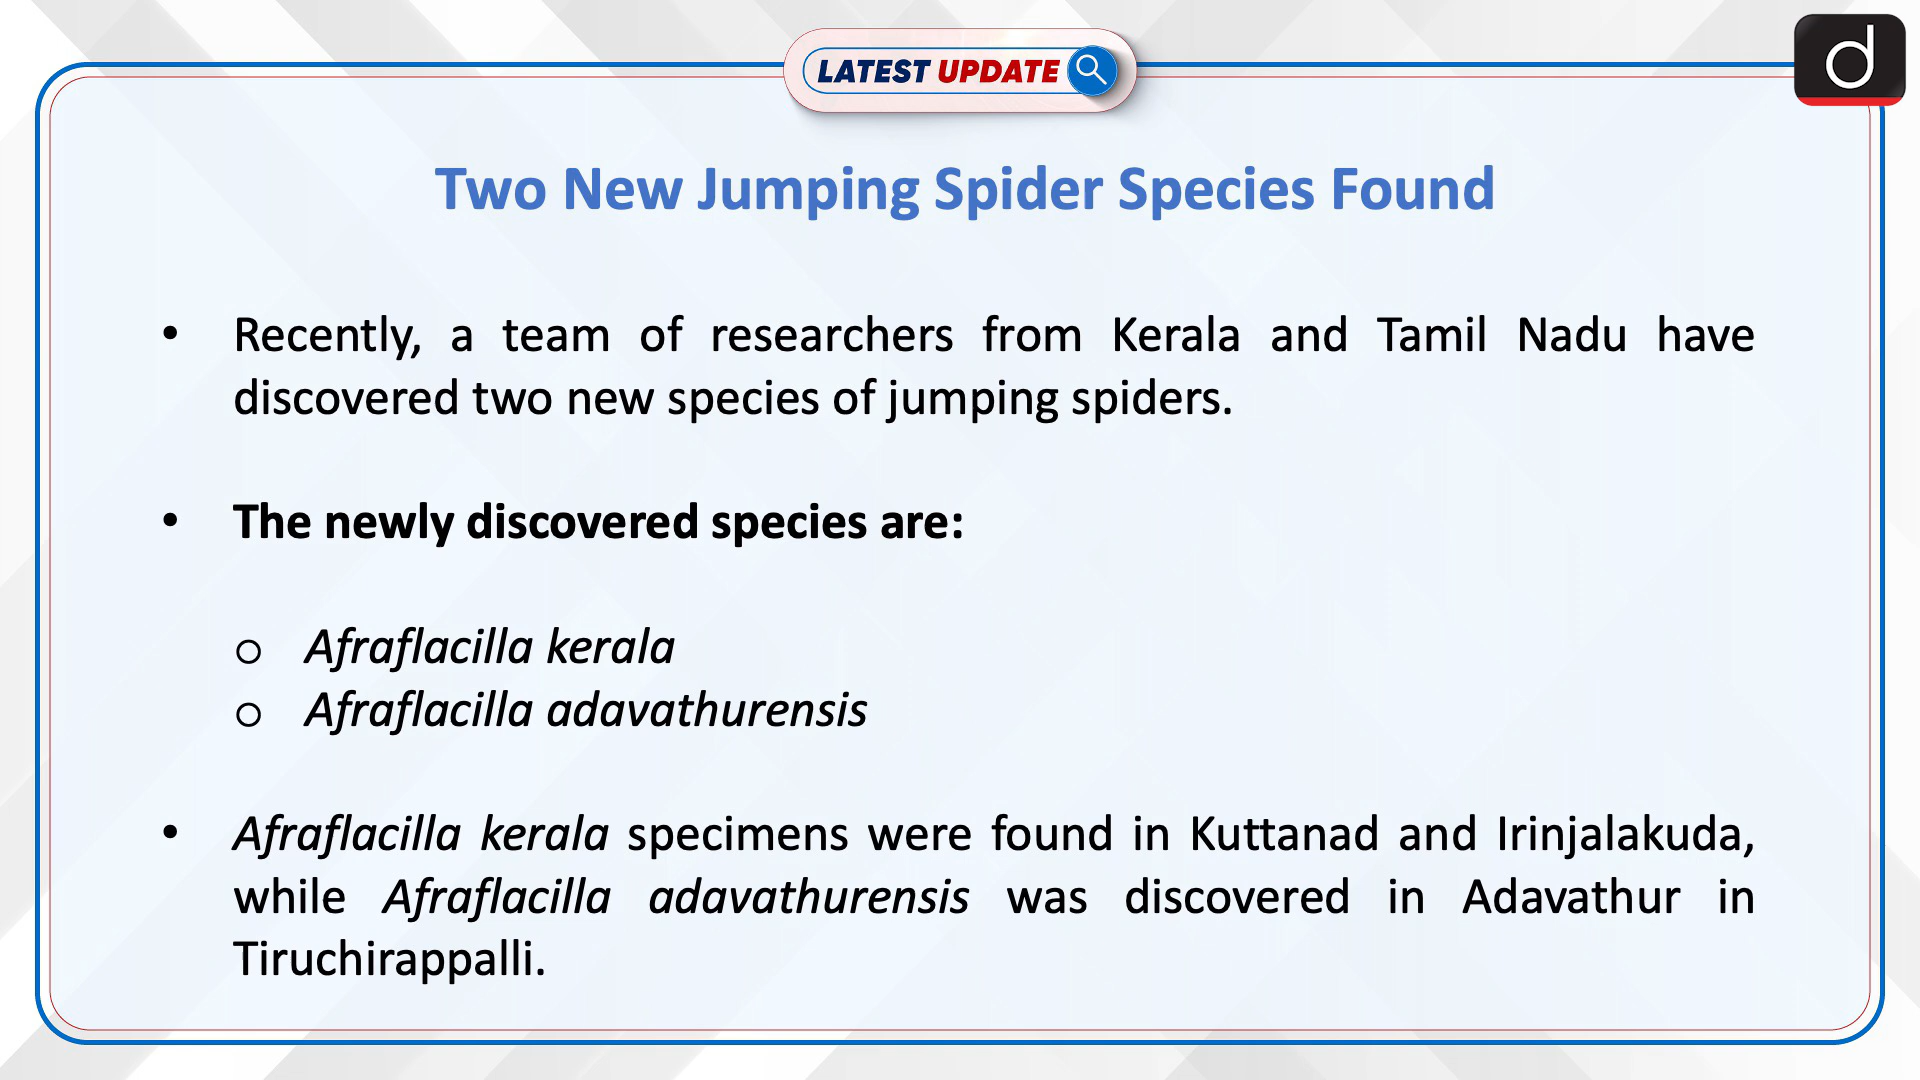 LATEST UPDATE
d
Two New Jumping Spider Species Found
• Recently, a team of researchers from Kerala and Tamil Nadu have
discovered two new species of jumping spiders.
• The newly discovered species are:
o Afraflacilla kerala
o Afraflacilla adavathurensis
• Afraflacilla kerala specimens were found in Kuttanad and Irinjalakuda,
while Afraflacilla adavathurensis was discovered in Adavathur in
Tiruchirappalli.